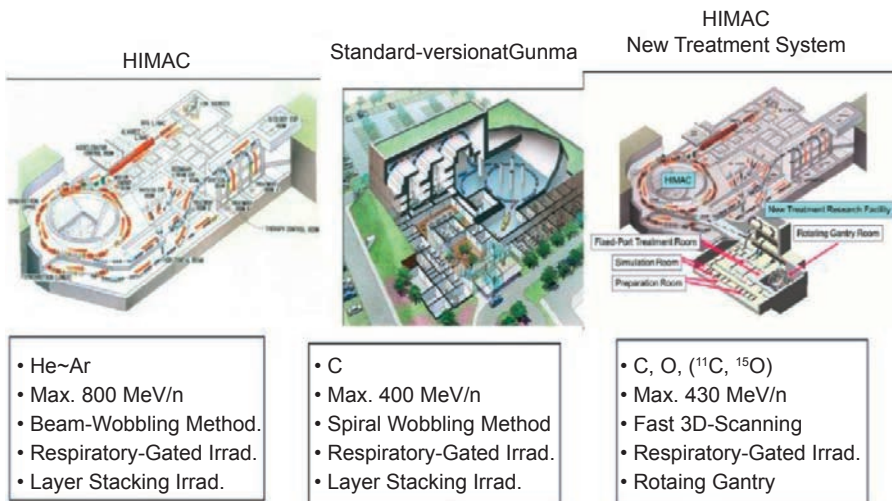 HIMAC
Standard-versionatGunma
HIMAC
New Treatment System
HIMAC
New Treatment Research Facility
Fixed-Port Treatment Room
Rotating Gantry Room
Simulation Room
Preparation Room
• He~Ar
• Max. 800 MeV/n
• Beam-Wobbling Method.
• Respiratory-Gated Irrad.
• Layer Stacking Irrad.
• C
• Max. 400 MeV/n
• Spiral Wobbling Method
• Respiratory-Gated Irrad.
• Layer Stacking Irrad.
• C, O, (¹¹C, ¹⁵O)
• Max. 430 MeV/n
• Fast 3D-Scanning
• Respiratory-Gated Irrad.
• Rotaing Gantry